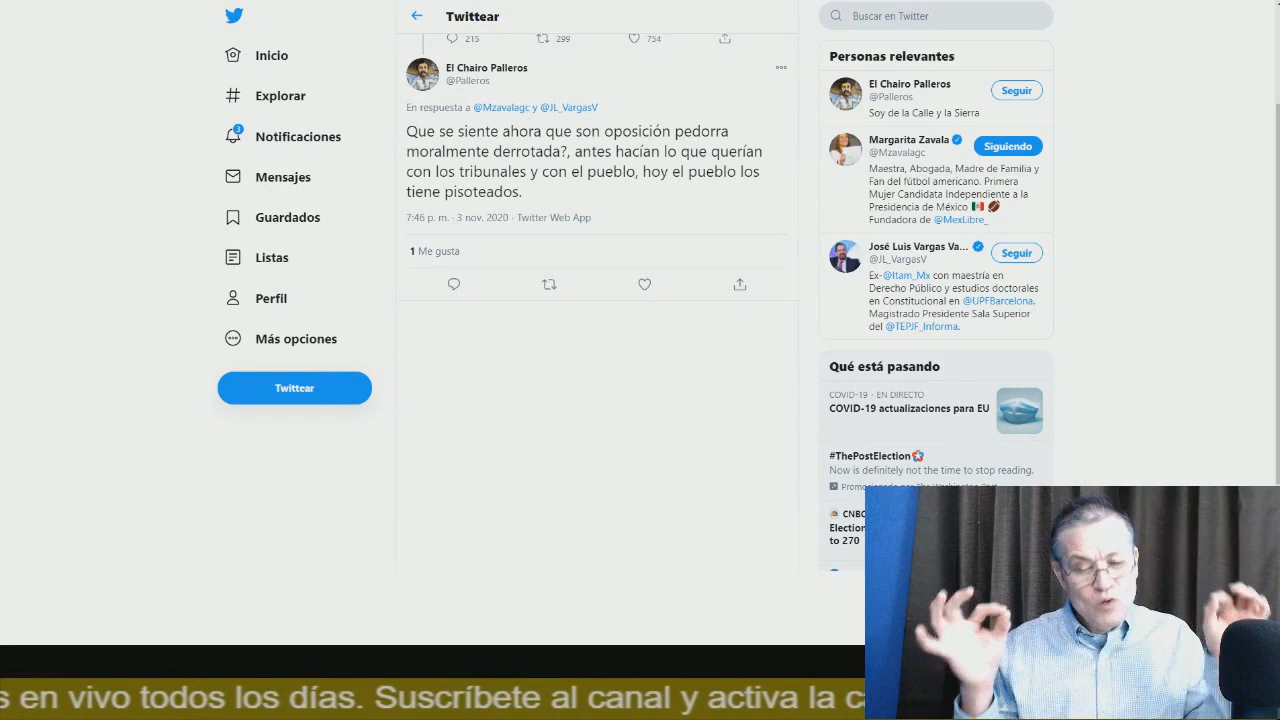 Twittear
Buscar en Twitter
Inicio
Explorar
3
Notificaciones
Mensajes
Guardados
Listas
Perfil
Más opciones
Twittear
215 299 754
El Chairo Palleros
@Palleros
En respuesta a @Mzavalagc y @JL_VargasV
Que se siente ahora que son oposición pedorra
moralmente derrotada?, antes hacían lo que querían
con los tribunales y con el pueblo, hoy el pueblo los
tiene pisoteados.
7:46 p. m. · 3 nov. 2020 · Twitter Web App
1 Me gusta
Personas relevantes
El Chairo Palleros
@Palleros
Seguir
Soy de la Calle y la Sierra
Margarita Zavala
@Mzavalagc
Siguiendo
Maestra, Abogada, Madre de Familia y
Fan del fútbol americano. Primera
Mujer Candidata Independiente a la
Presidencia de México 🇲🇽 🏈
Fundadora de @MexLibre_
José Luis Vargas Va...
@JL_VargasV
Seguir
Ex-@Itam_Mx con maestría en
Derecho Público y estudios doctorales
en Constitucional en @UPFBarcelona.
Magistrado Presidente Sala Superior
del @TEPJF_Informa.
Qué está pasando
COVID-19 · EN DIRECTO
COVID-19 actualizaciones para EU
#ThePostElection
Now is definitely not the time to stop reading.
CNBC
Election
to 270
s en vivo todos los días. Suscríbete al canal y activa la c